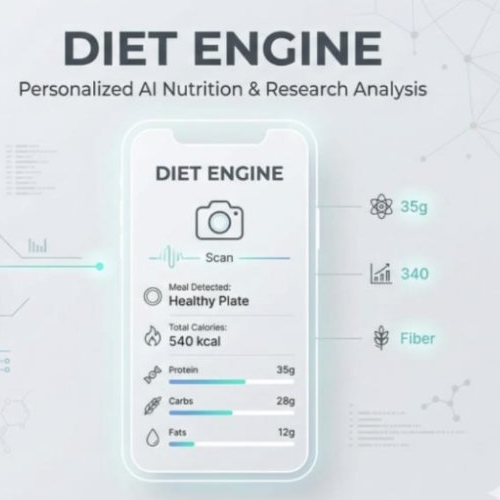 DIET ENGINE
Personalized AI Nutrition & Research Analysis
DIET ENGINE
Scan
Meal Detected:
Healthy Plate
Total Calories:
540 kcal
Protein 35g
Carbs 28g
Fats 12g
35g
340
Fiber